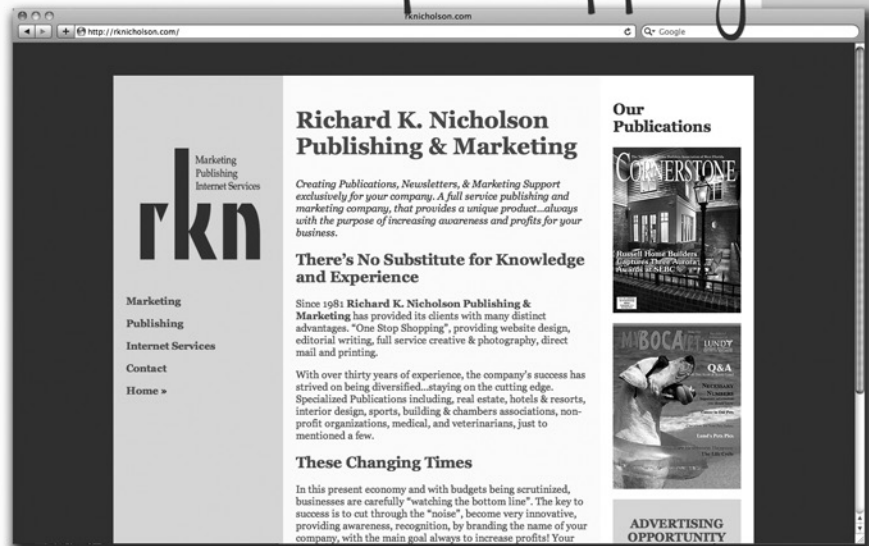 rknicholson.com
http://rknicholson.com/
Google
Marketing
Publishing
Internet Services
rkn
Marketing
Publishing
Internet Services
Contact
Home »
Richard K. Nicholson
Publishing & Marketing
Creating Publications, Newsletters, & Marketing Support
exclusively for your company. A full service publishing and
marketing company, that provides a unique product...always
with the purpose of increasing awareness and profits for your
business.
There's No Substitute for Knowledge
and Experience
Since 1981 Richard K. Nicholson Publishing &
Marketing has provided its clients with many distinct
advantages. "One Stop Shopping", providing website design,
editorial writing, full service creative & photography, direct
mail and printing.
With over thirty years of experience, the company's success has
strived on being diversified...staying on the cutting edge.
Specialized Publications including, real estate, hotels & resorts,
interior design, sports, building & chambers associations, non-
profit organizations, medical, and veterinarians, just to
mentioned a few.
These Changing Times
In this present economy and with budgets being scrutinized,
businesses are carefully "watching the bottom line". The key to
success is to cut through the "noise", become very innovative,
providing awareness, recognition, by branding the name of your
company, with the main goal always to increase profits! Your
Our
Publications
CORNERSTONE
Russell Home Builders
Captures Three Aurora
Awards at SEBC
LUNDY
Q&A
NECESSARY
NUMBERS
ADVERTISING
OPPORTUNITY